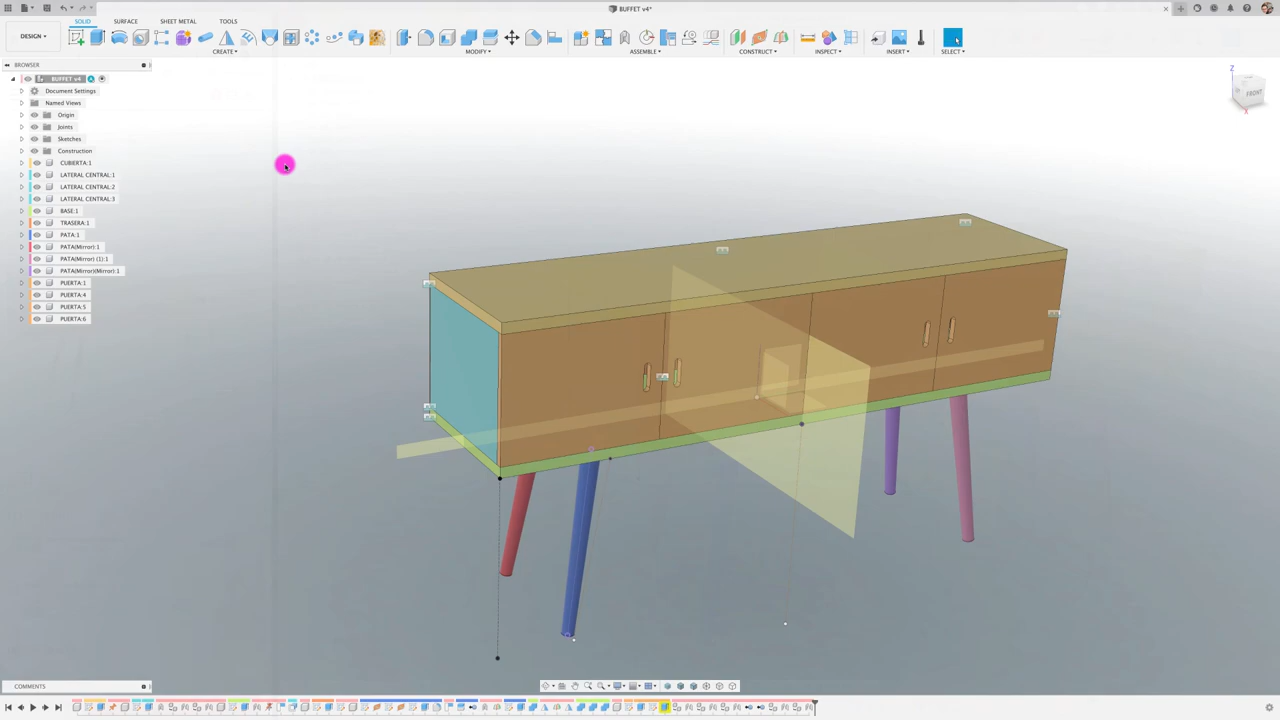 BUFFET v4*
SOLID SURFACE SHEET METAL TOOLS
DESIGN▾
CREATE▾ MODIFY▾ ASSEMBLE▾ CONSTRUCT▾ INSPECT▾ INSERT▾ SELECT▾
BROWSER
BUFFET v4
Document Settings
Named Views
Origin
Joints
Sketches
Construction
CUBIERTA:1
LATERAL CENTRAL:1
LATERAL CENTRAL:2
LATERAL CENTRAL:3
BASE:1
TRASERA:1
PATA:1
PATA(Mirror):1
PATA(Mirror) (1):1
PATA(Mirror)(Mirror):1
PUERTA:1
PUERTA:4
PUERTA:5
PUERTA:6
Z
FRONT
X
COMMENTS